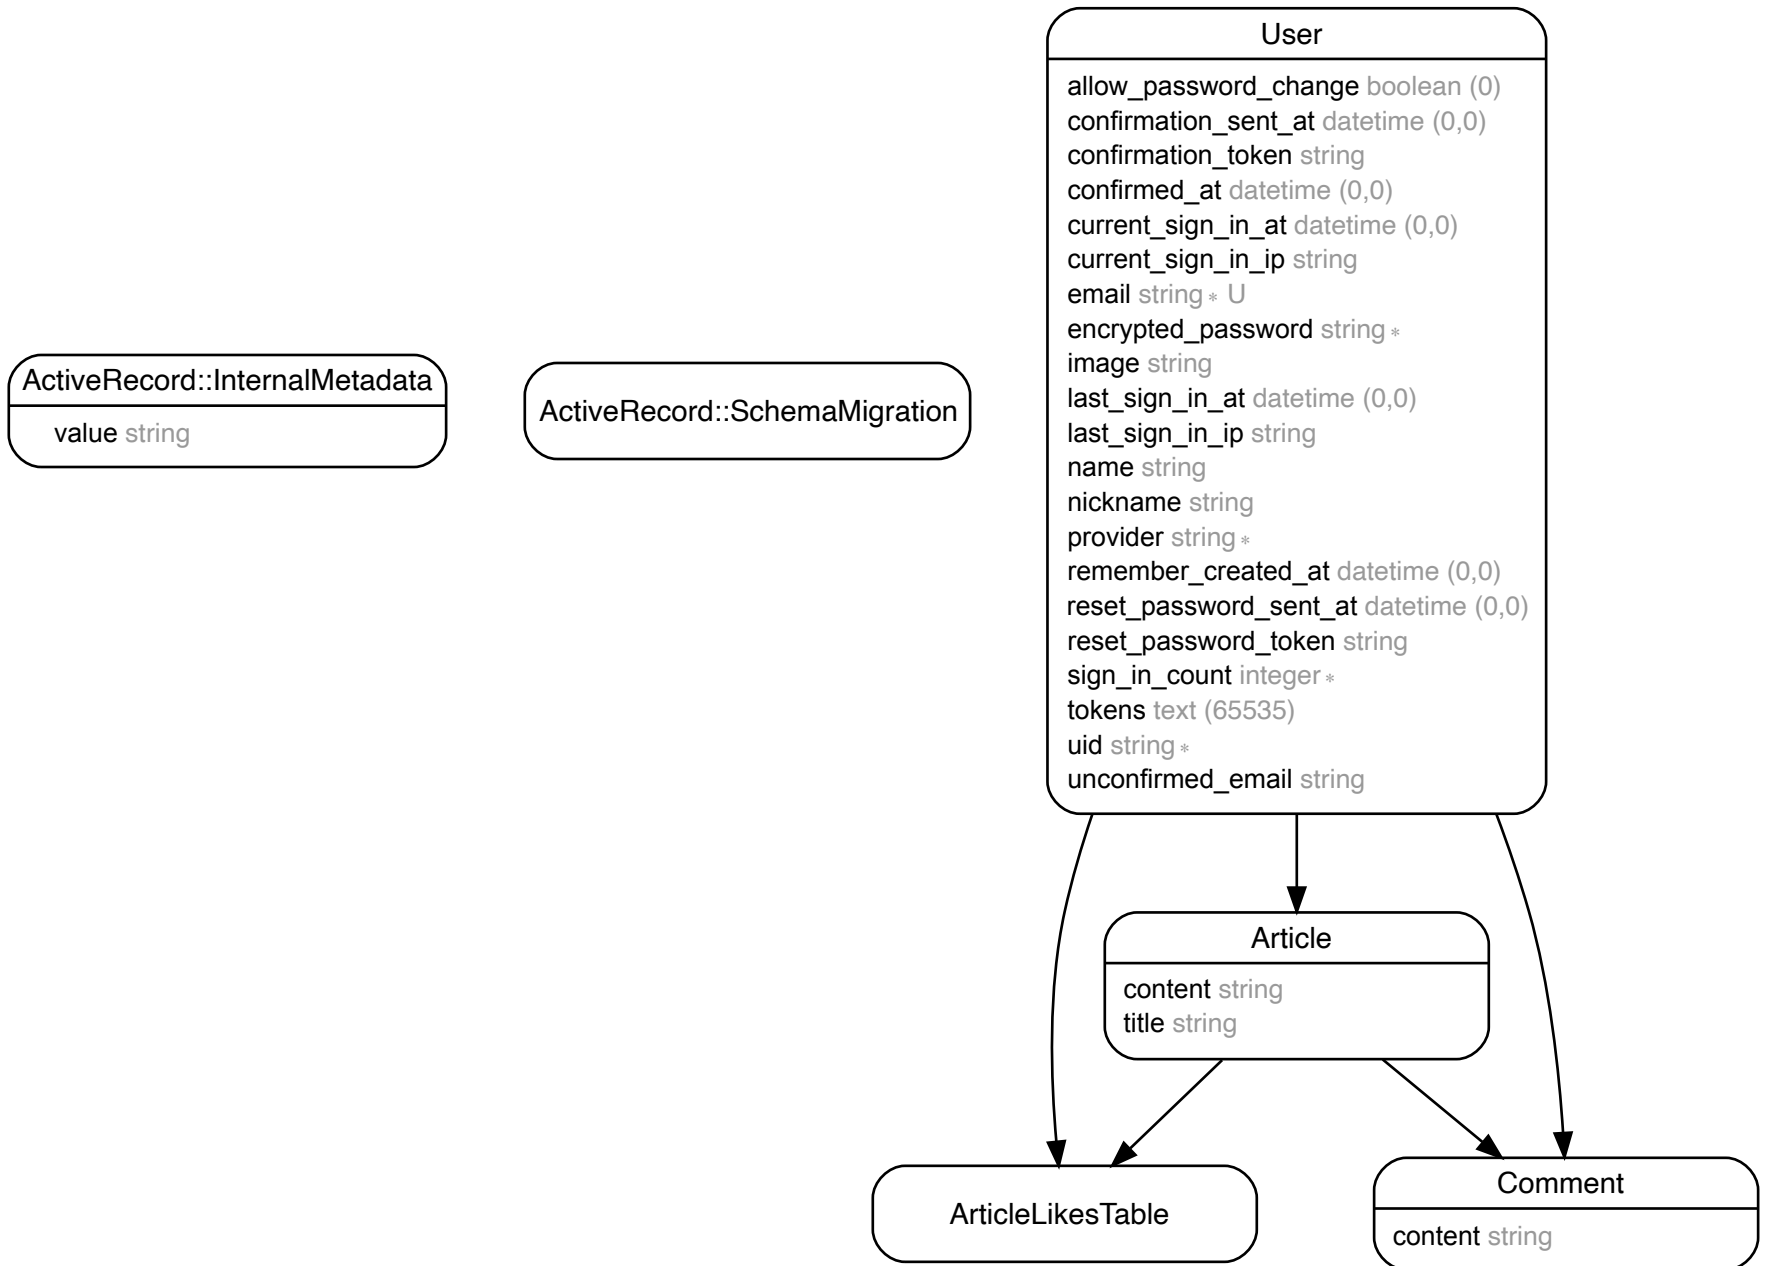 User
allow_password_change boolean (0)
confirmation_sent_at datetime (0,0)
confirmation_token string
confirmed_at datetime (0,0)
current_sign_in_at datetime (0,0)
current_sign_in_ip string
email string * U
encrypted_password string *
image string
last_sign_in_at datetime (0,0)
last_sign_in_ip string
name string
nickname string
provider string *
remember_created_at datetime (0,0)
reset_password_sent_at datetime (0,0)
reset_password_token string
sign_in_count integer *
tokens text (65535)
uid string *
unconfirmed_email string
ActiveRecord::InternalMetadata
value string
ActiveRecord::SchemaMigration
Article
content string
title string
ArticleLikesTable
Comment
content string